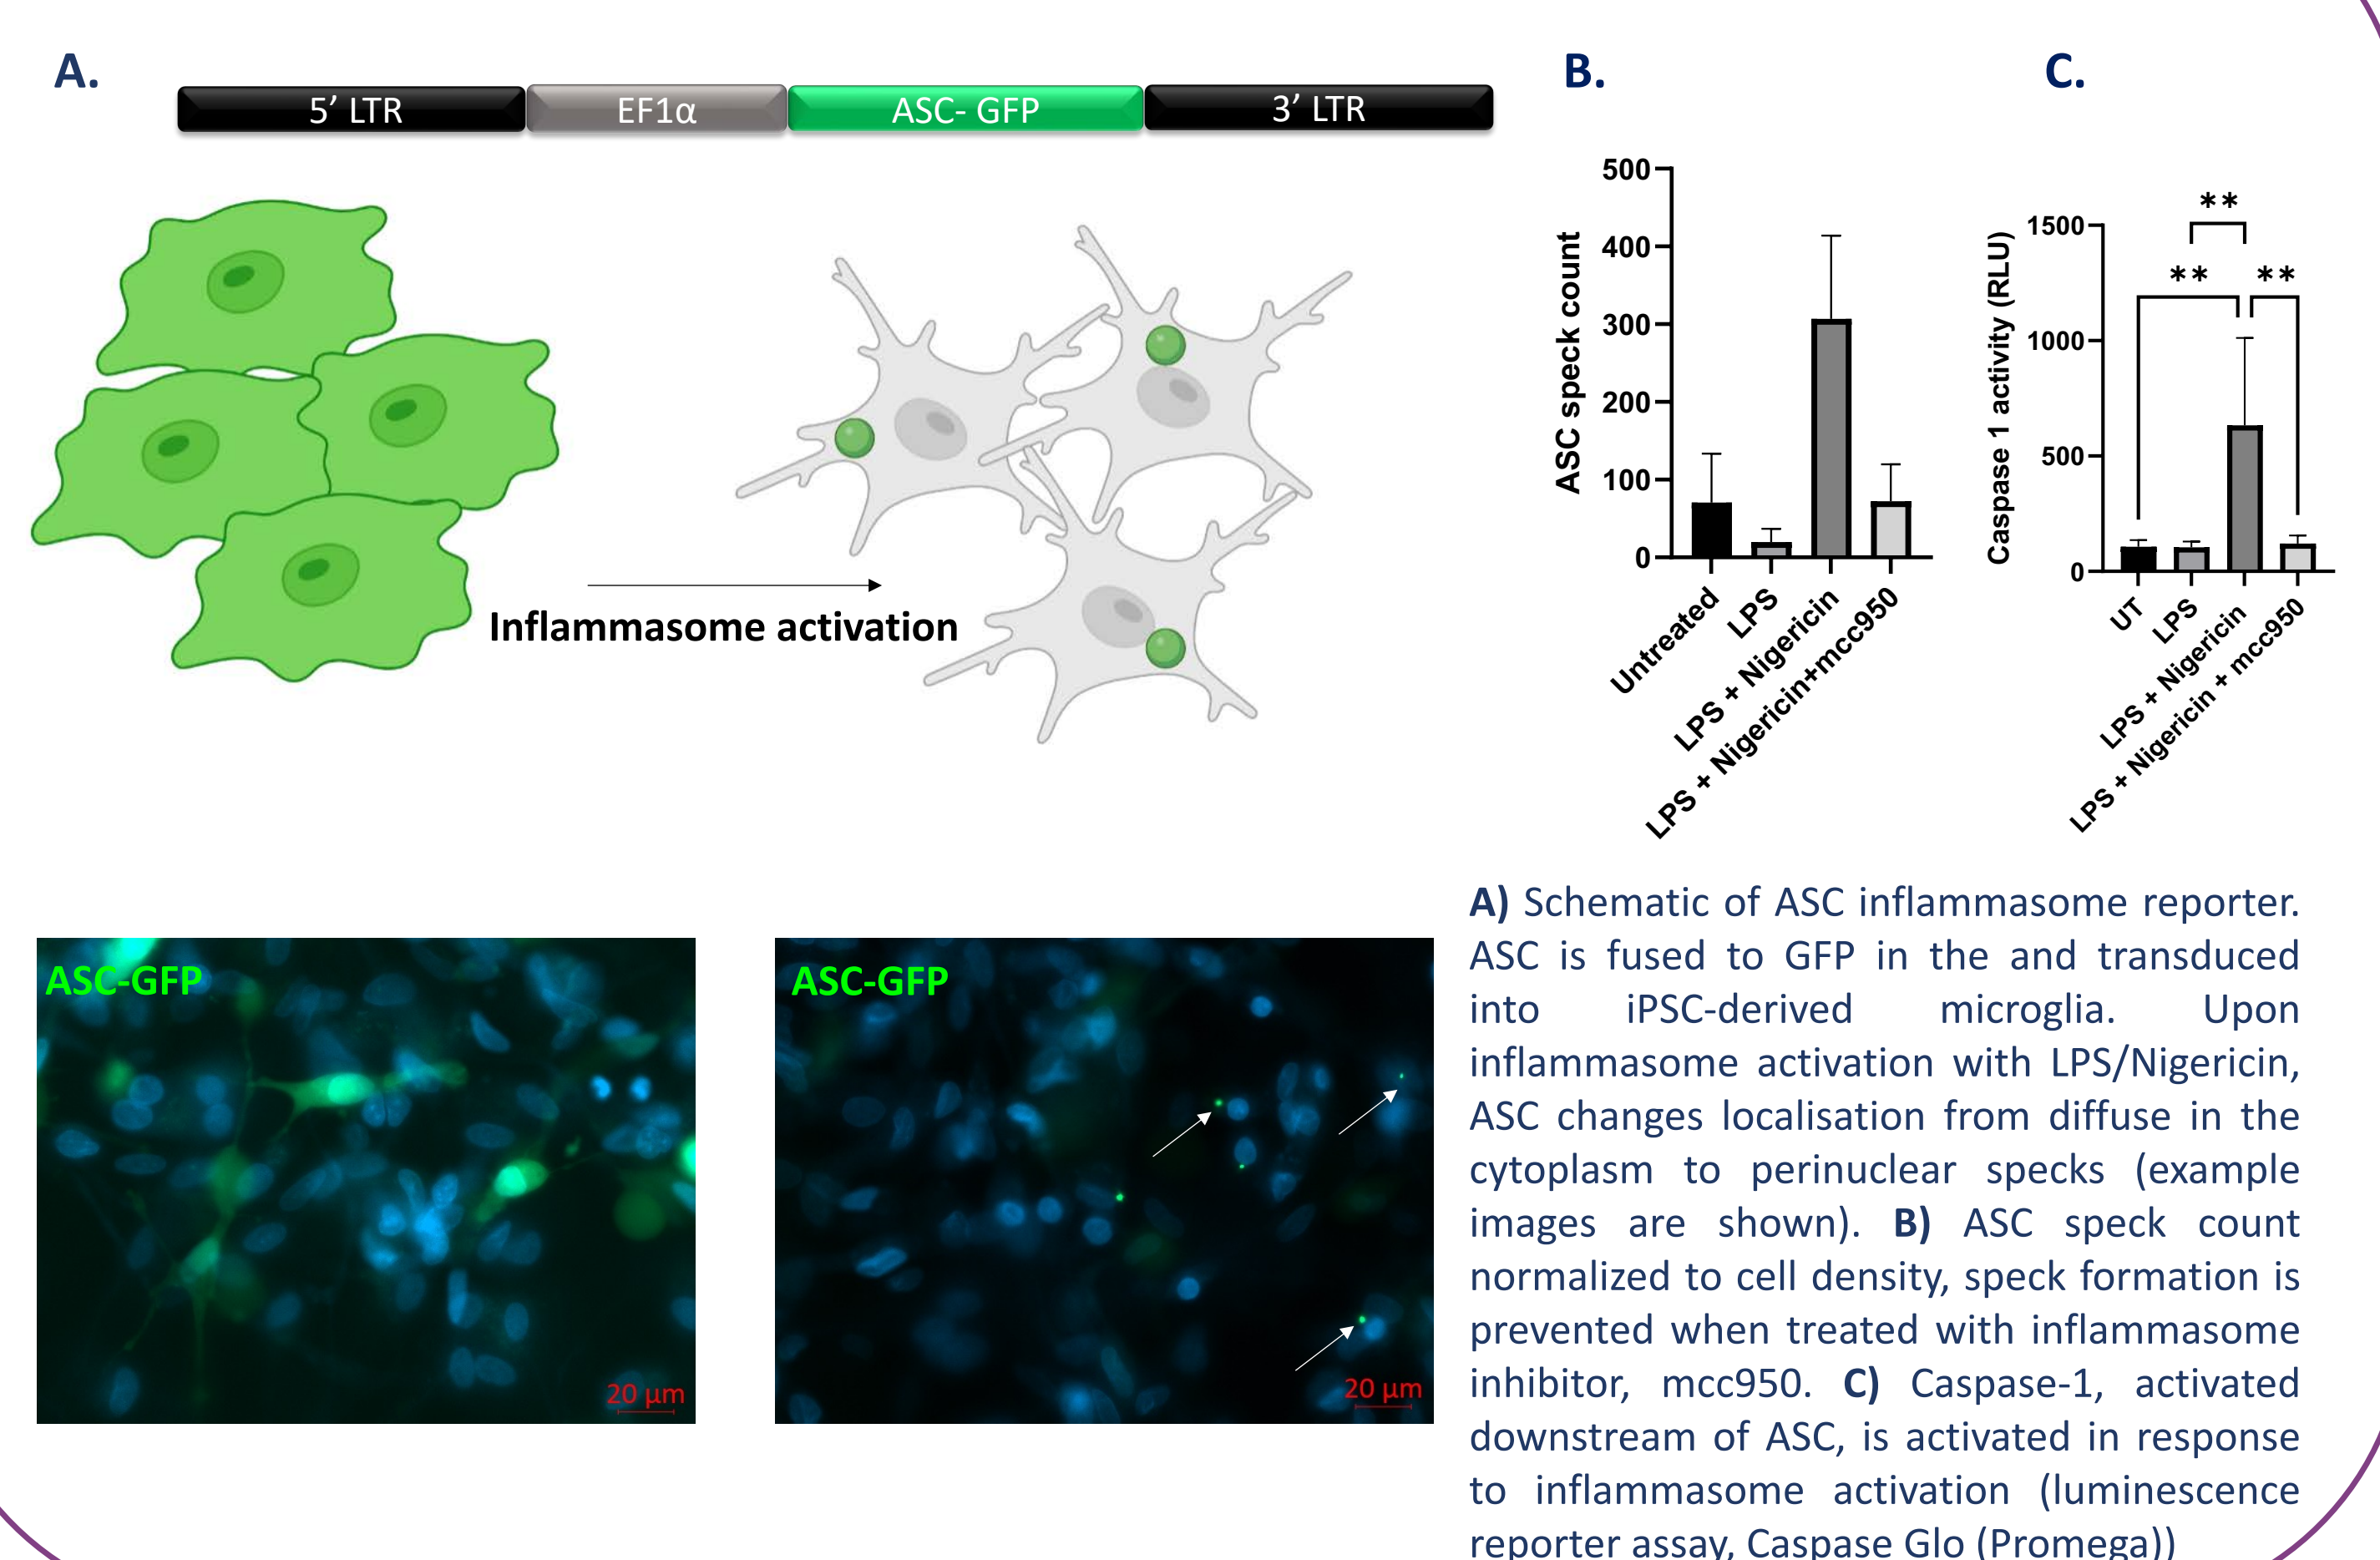 A.
5’ LTR
EF1α
ASC- GFP
3’ LTR
Inflammasome activation
ASC-GFP
20 µm
ASC-GFP
20 µm
B.
ASC speck count
500
400
300
200
100
0
Untreated
LPS
LPS + Nigericin
LPS + Nigericin+mcc950
C.
Caspase 1 activity (RLU)
1500
1000
500
0
**
**
**
UT
LPS
LPS + Nigericin
LPS + Nigericin + mcc950
A) Schematic of ASC inflammasome reporter.
ASC is fused to GFP in the and transduced
into iPSC-derived microglia. Upon
inflammasome activation with LPS/Nigericin,
ASC changes localisation from diffuse in the
cytoplasm to perinuclear specks (example
images are shown). B) ASC speck count
normalized to cell density, speck formation is
prevented when treated with inflammasome
inhibitor, mcc950. C) Caspase-1, activated
downstream of ASC, is activated in response
to inflammasome activation (luminescence
reporter assay, Caspase Glo (Promega))